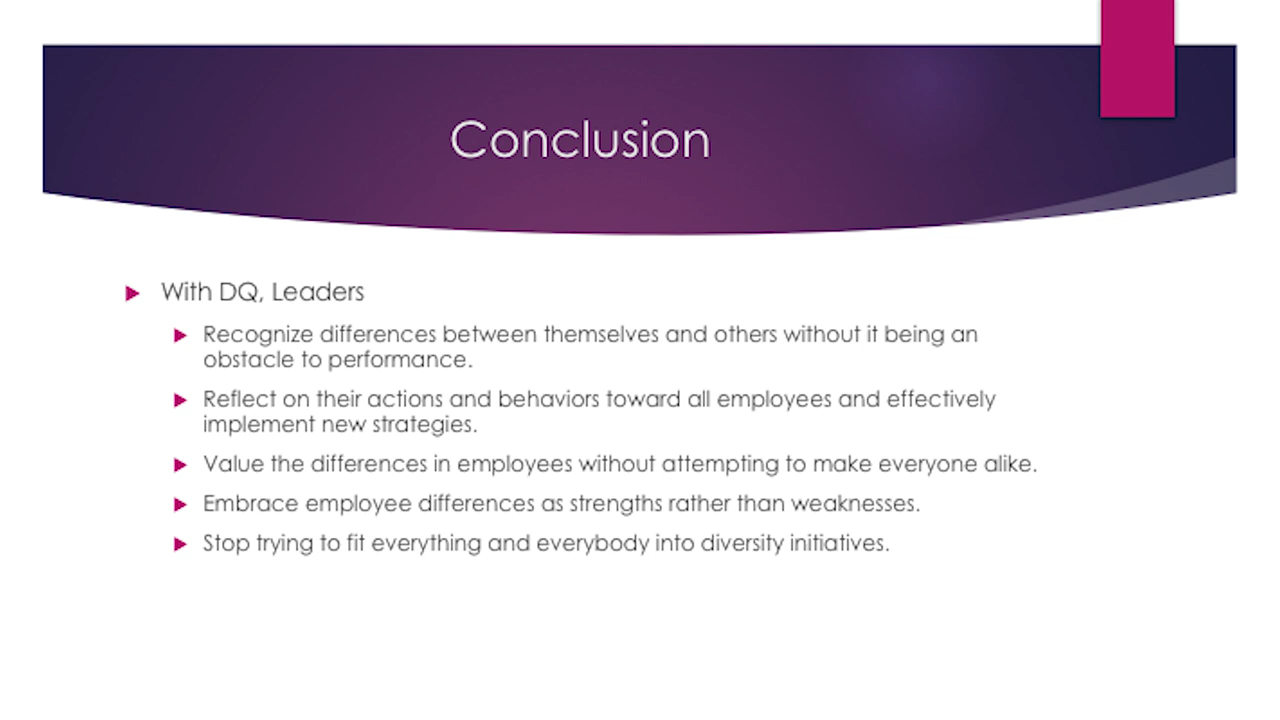 Conclusion
With DQ, Leaders
Recognize differences between themselves and others without it being an
obstacle to performance.
Reflect on their actions and behaviors toward all employees and effectively
implement new strategies.
Value the differences in employees without attempting to make everyone alike.
Embrace employee differences as strengths rather than weaknesses.
Stop trying to fit everything and everybody into diversity initiatives.